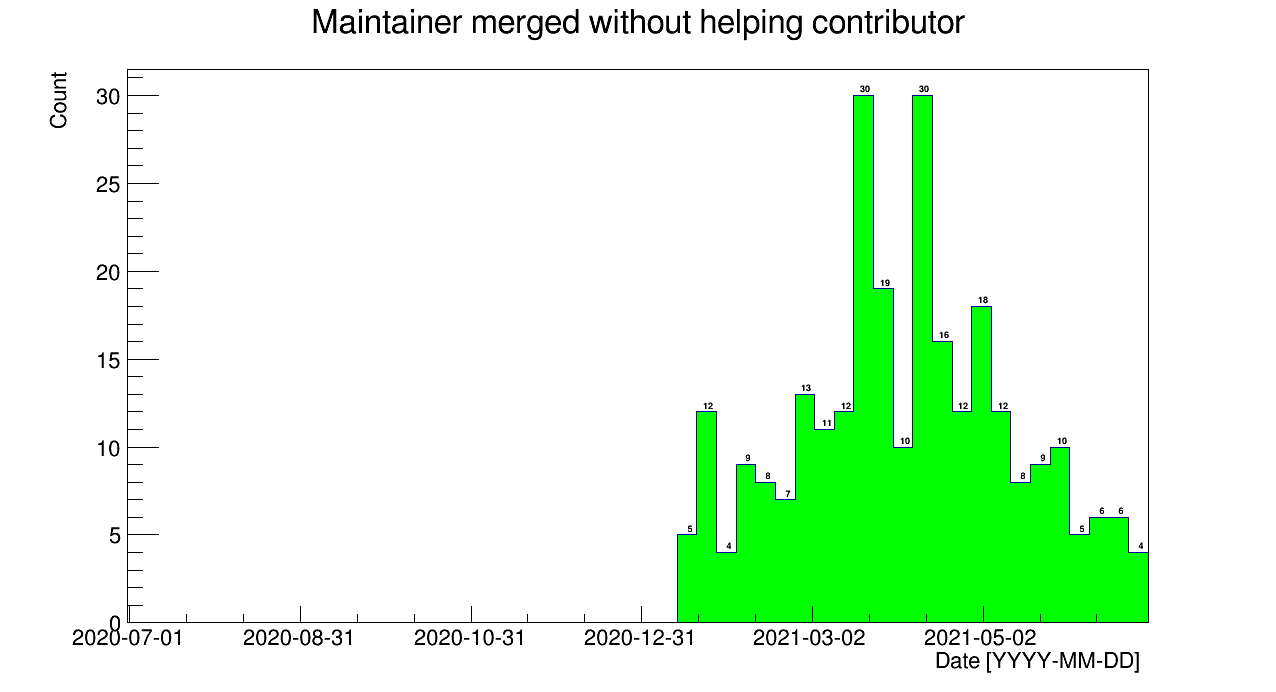 Maintainer merged without helping contributor
Count
30
25
20
15
10
5
0
5 12 4 9 8 7 13 11 12 30 19 10 30 16 12 18 12 8 9 10 5 6 6 4
2020-07-01 2020-08-31 2020-10-31 2020-12-31 2021-03-02 2021-05-02
Date [YYYY-MM-DD]